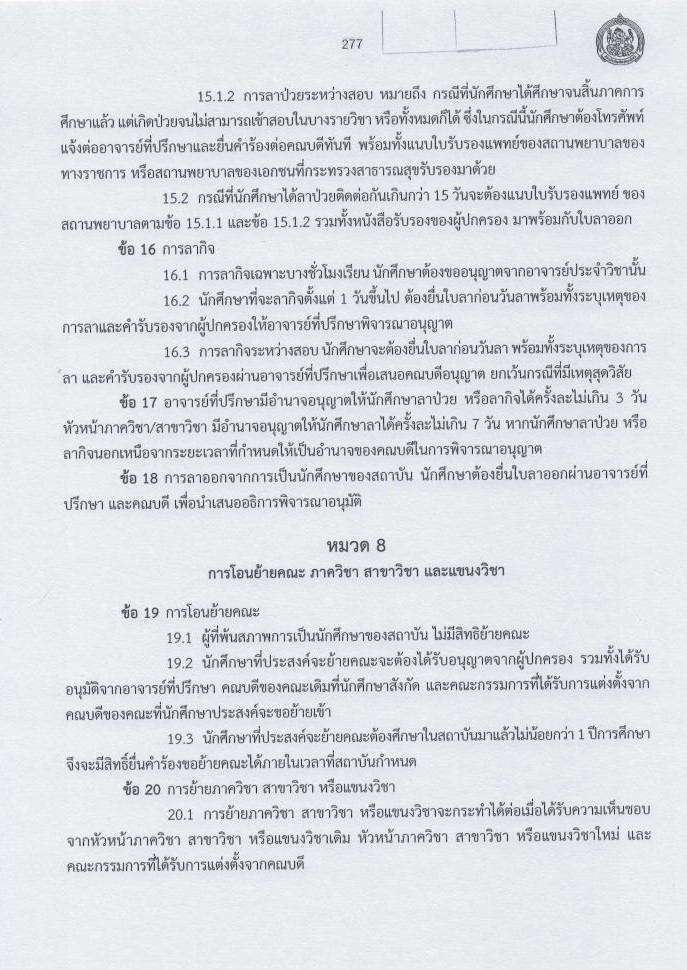 277
15.1.2 การลาป่วยระหว่างสอบ หมายถึง กรณีที่นักศึกษาได้ศึกษาจนสิ้นภาคการ
ศึกษาแล้ว แต่เกิดป่วยจนไม่สามารถเข้าสอบในบางรายวิชา หรือทั้งหมดก็ได้ ซึ่งในกรณีนี้นักศึกษาต้องโทรศัพท์
แจ้งต่ออาจารย์ที่ปรึกษาและยื่นคำร้องต่อคณบดีทันที พร้อมทั้งแนบใบรับรองแพทย์ของสถานพยาบาลของ
ทางราชการ หรือสถานพยาบาลของเอกชนที่กระทรวงสาธารณสุขรับรองมาด้วย
15.2 กรณีที่นักศึกษาได้ลาป่วยติดต่อกันเกินกว่า 15 วันจะต้องแนบใบรับรองแพทย์ ของ
สถานพยาบาลตามข้อ 15.1.1 และข้อ 15.1.2 รวมทั้งหนังสือรับรองของผู้ปกครอง มาพร้อมกับใบลาออก
ข้อ 16 การลากิจ
16.1 การลากิจเฉพาะบางชั่วโมงเรียน นักศึกษาต้องขออนุญาตจากอาจารย์ประจำวิชานั้น
16.2 นักศึกษาที่จะลากิจตั้งแต่ 1 วันขึ้นไป ต้องยื่นใบลาก่อนวันลาพร้อมทั้งระบุเหตุของ
การลาและคำรับรองจากผู้ปกครองให้อาจารย์ที่ปรึกษาพิจารณาอนุญาต
16.3 การลากิจระหว่างสอบ นักศึกษาจะต้องยื่นใบลาก่อนวันลา พร้อมทั้งระบุเหตุของการ
ลา และคำรับรองจากผู้ปกครองผ่านอาจารย์ที่ปรึกษาเพื่อเสนอคณบดีอนุญาต ยกเว้นกรณีที่มีเหตุสุดวิสัย
ข้อ 17 อาจารย์ที่ปรึกษามีอำนาจอนุญาตให้นักศึกษาลาป่วย หรือลากิจได้ครั้งละไม่เกิน 3 วัน
หัวหน้าภาควิชา/สาขาวิชา มีอำนาจอนุญาตให้นักศึกษาลาได้ครั้งละไม่เกิน 7 วัน หากนักศึกษาลาป่วย หรือ
ลากิจนอกเหนือจากระยะเวลาที่กำหนดให้เป็นอำนาจของคณบดีในการพิจารณาอนุญาต
ข้อ 18 การลาออกจากการเป็นนักศึกษาของสถาบัน นักศึกษาต้องยื่นใบลาออกผ่านอาจารย์ที่
ปรึกษา และคณบดี เพื่อนำเสนออธิการพิจารณาอนุมัติ
หมวด 8
การโอนย้ายคณะ ภาควิชา สาขาวิชา และแขนงวิชา
ข้อ 19 การโอนย้ายคณะ
19.1 ผู้ที่พ้นสภาพการเป็นนักศึกษาของสถาบัน ไม่มีสิทธิย้ายคณะ
19.2 นักศึกษาที่ประสงค์จะย้ายคณะจะต้องได้รับอนุญาตจากผู้ปกครอง รวมทั้งได้รับ
อนุมัติจากอาจารย์ที่ปรึกษา คณบดีของคณะเดิมที่นักศึกษาสังกัด และคณะกรรมการที่ได้รับการแต่งตั้งจาก
คณบดีของคณะที่นักศึกษาประสงค์จะขอย้ายเข้า
19.3 นักศึกษาที่ประสงค์จะย้ายคณะต้องศึกษาในสถาบันมาแล้วไม่น้อยกว่า 1 ปีการศึกษา
จึงจะมีสิทธิ์ยื่นคำร้องขอย้ายคณะได้ภายในเวลาที่สถาบันกำหนด
ข้อ 20 การย้ายภาควิชา สาขาวิชา หรือแขนงวิชา
20.1 การย้ายภาควิชา สาขาวิชา หรือแขนงวิชาจะกระทำได้ต่อเมื่อได้รับความเห็นชอบ
จากหัวหน้าภาควิชา สาขาวิชา หรือแขนงวิชาเดิม หัวหน้าภาควิชา สาขาวิชา หรือแขนงวิชาใหม่ และ
คณะกรรมการที่ได้รับการแต่งตั้งจากคณบดี